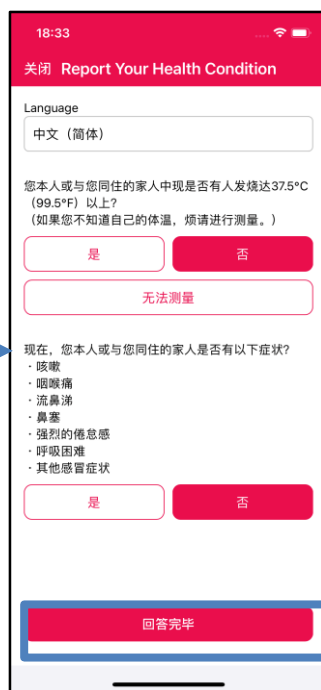 18:33
关闭 Report Your Health Condition
Language
中文（简体）
您本人或与您同住的家人中现是否有人发烧达37.5°C
（99.5°F）以上？
（如果您不知道自己的体温，烦请进行测量。）
是 否
无法测量
现在，您本人或与您同住的家人是否有以下症状？
・咳嗽
・咽喉痛
・流鼻涕
・鼻塞
・强烈的倦怠感
・呼吸困难
・其他感冒症状
是 否
回答完毕